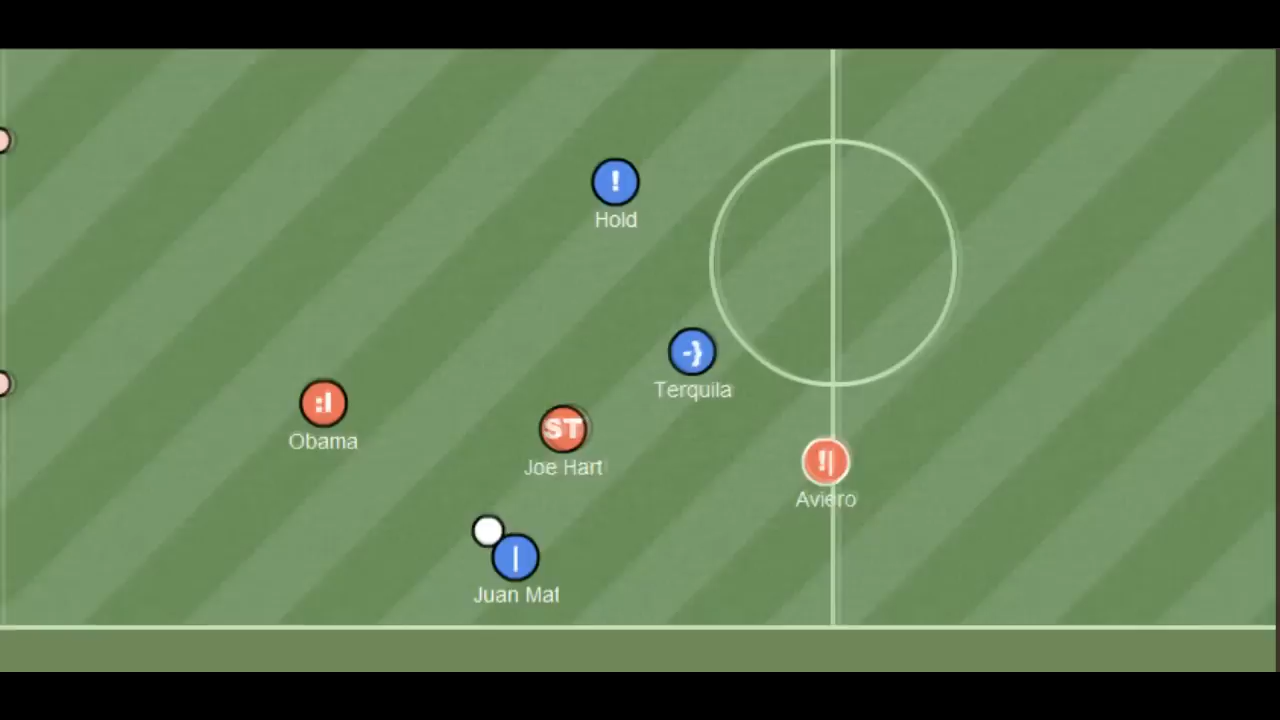 !
Hold
-}
Terquila
:I
Obama
ST
Joe Hart
!|
Aviero
|
Juan Mat